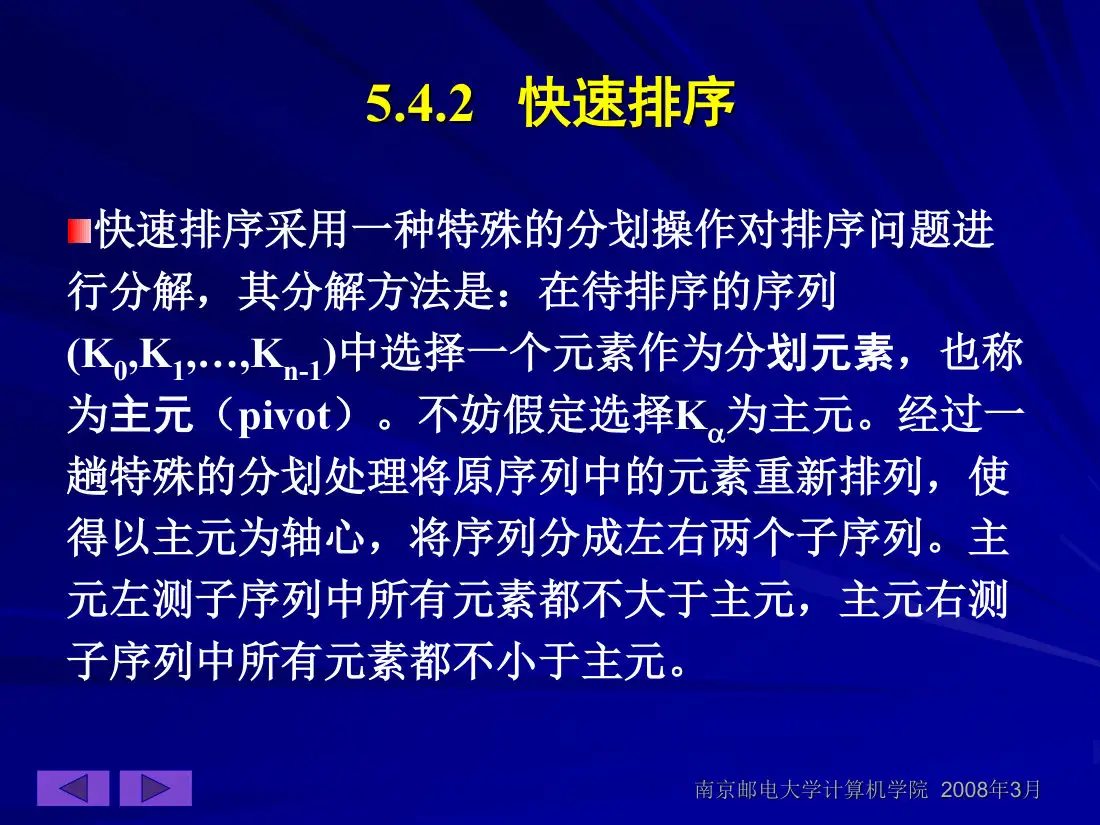 5.4.2 快速排序
快速排序采用一种特殊的分划操作对排序问题进
行分解，其分解方法是：在待排序的序列
(K₀,K₁,…,Kₙ₋₁)中选择一个元素作为分划元素，也称
为主元（pivot）。不妨假定选择Kα为主元。经过一
趟特殊的分划处理将原序列中的元素重新排列，使
得以主元为轴心，将序列分成左右两个子序列。主
元左测子序列中所有元素都不大于主元，主元右测
子序列中所有元素都不小于主元。
南京邮电大学计算机学院 2008年3月